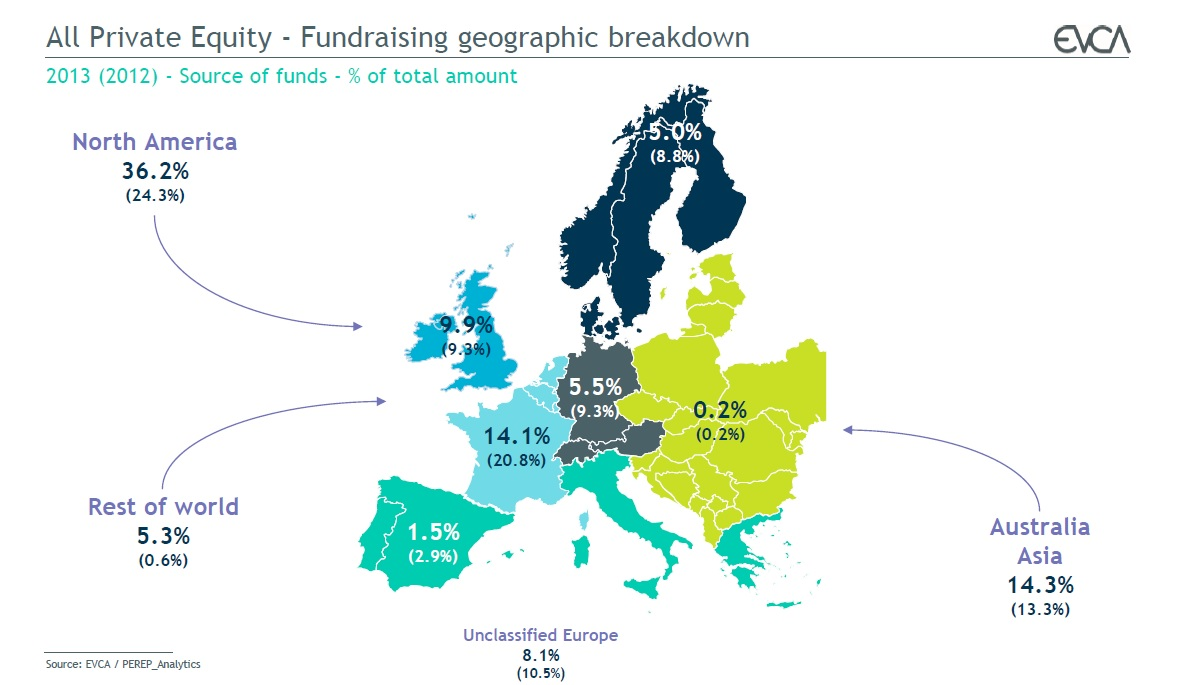 All Private Equity - Fundraising geographic breakdown
EVCA
2013 (2012) - Source of funds - % of total amount
North America
36.2%
(24.3%)
5.0%
(8.8%)
9.9%
(9.3%)
5.5%
(9.3%)
0.2%
(0.2%)
14.1%
(20.8%)
Rest of world
5.3%
(0.6%)
1.5%
(2.9%)
Australia
Asia
14.3%
(13.3%)
Unclassified Europe
8.1%
(10.5%)
Source: EVCA / PEREP_Analytics